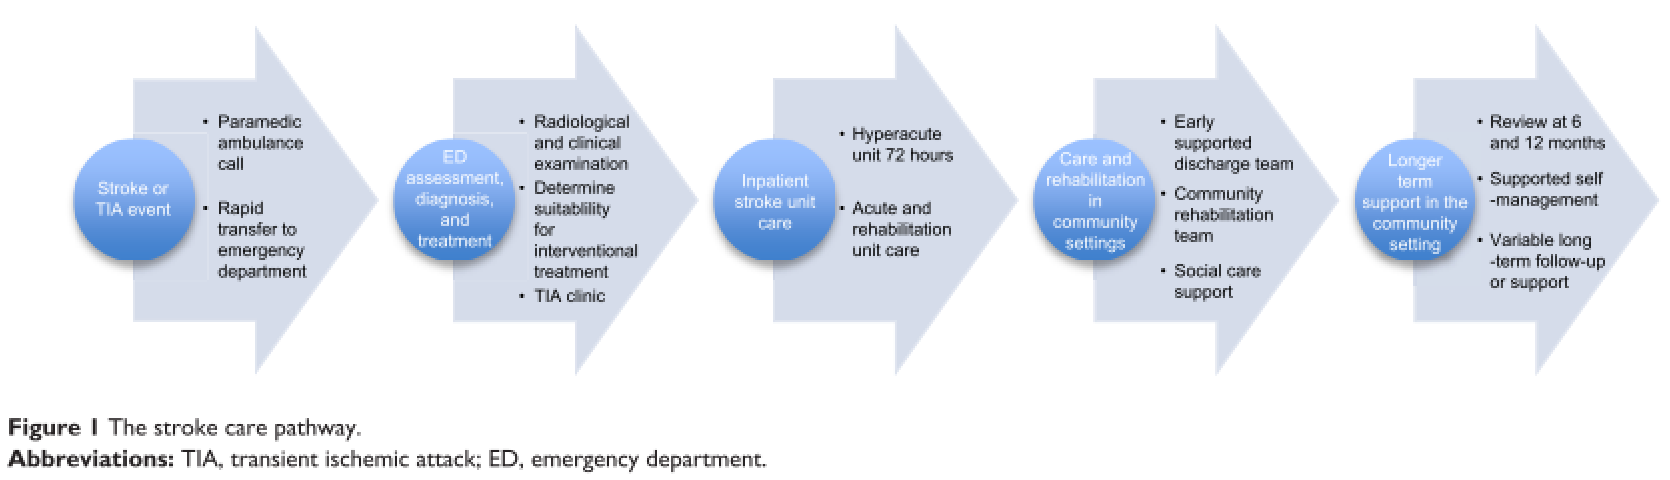 Stroke or
TIA event
• Paramedic
ambulance
call
• Rapid
transfer to
emergency
department
ED
assessment,
diagnosis,
and
treatment
• Radiological
and clinical
examination
• Determine
suitablility
for
interventional
treatment
• TIA clinic
Inpatient
stroke unit
care
• Hyperacute
unit 72 hours
• Acute and
rehabilitation
unit care
Care and
rehabilitation
in
community
settings
• Early
supported
discharge team
• Community
rehabilitation
team
• Social care
support
Longer
term
support in the
community
setting
• Review at 6
and 12 months
• Supported self
-management
• Variable long
-term follow-up
or support
Figure 1 The stroke care pathway.
Abbreviations: TIA, transient ischemic attack; ED, emergency department.